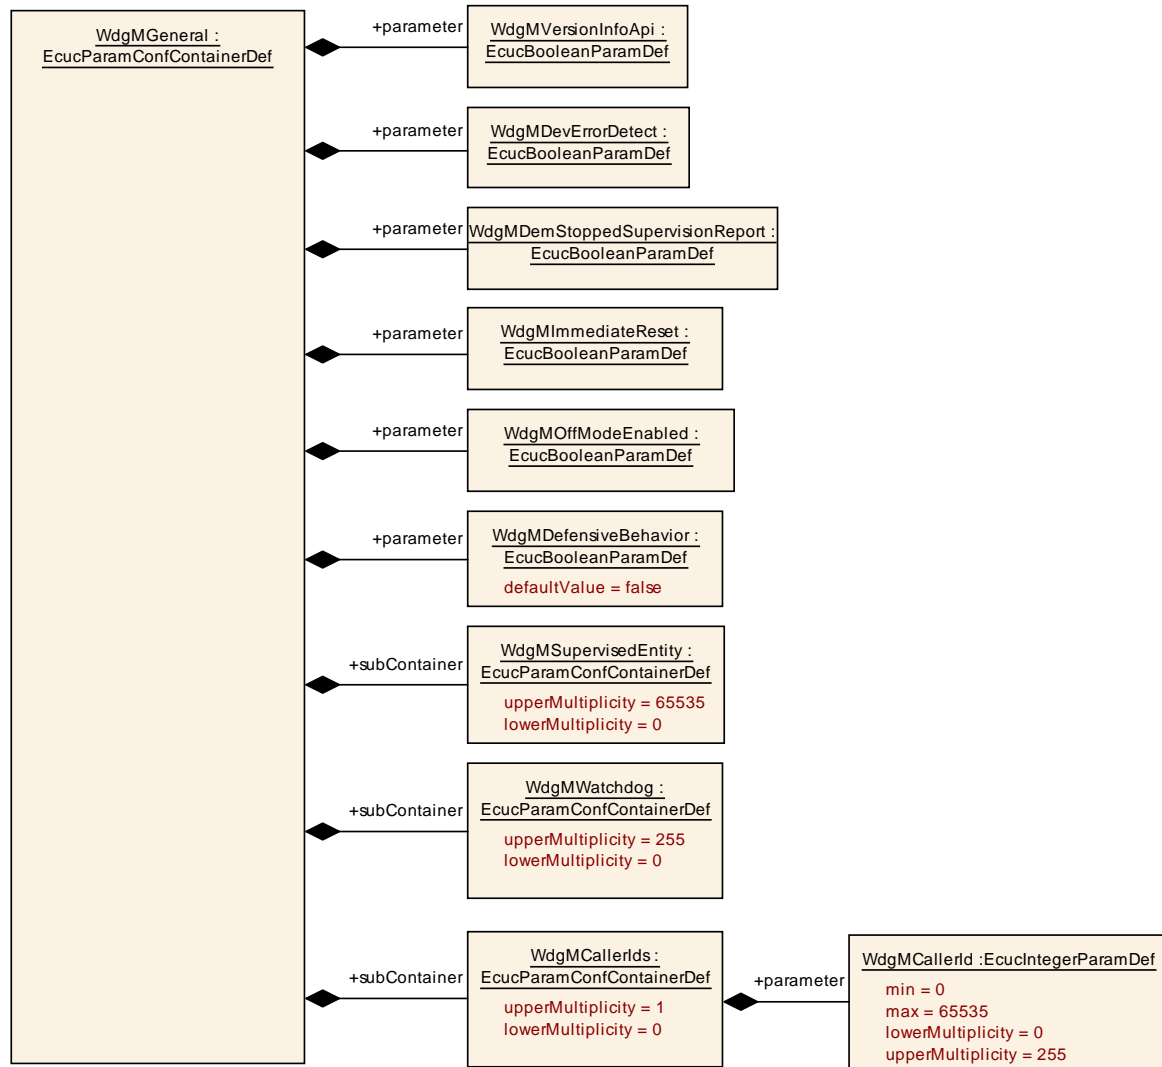 WdgMGeneral :
EcucParamConfContainerDef
+parameter
WdgMVersionInfoApi :
EcucBooleanParamDef
+parameter
WdgMDevErrorDetect :
EcucBooleanParamDef
+parameter
WdgMDemStoppedSupervisionReport :
EcucBooleanParamDef
+parameter
WdgMImmediateReset :
EcucBooleanParamDef
+parameter
WdgMOffModeEnabled :
EcucBooleanParamDef
+parameter
WdgMDefensiveBehavior :
EcucBooleanParamDef
defaultValue = false
+subContainer
WdgMSupervisedEntity :
EcucParamConfContainerDef
upperMultiplicity = 65535
lowerMultiplicity = 0
+subContainer
WdgMWatchdog :
EcucParamConfContainerDef
upperMultiplicity = 255
lowerMultiplicity = 0
+subContainer
WdgMCallerIds :
EcucParamConfContainerDef
upperMultiplicity = 1
lowerMultiplicity = 0
+parameter
WdgMCallerId :EcucIntegerParamDef
min = 0
max = 65535
lowerMultiplicity = 0
upperMultiplicity = 255